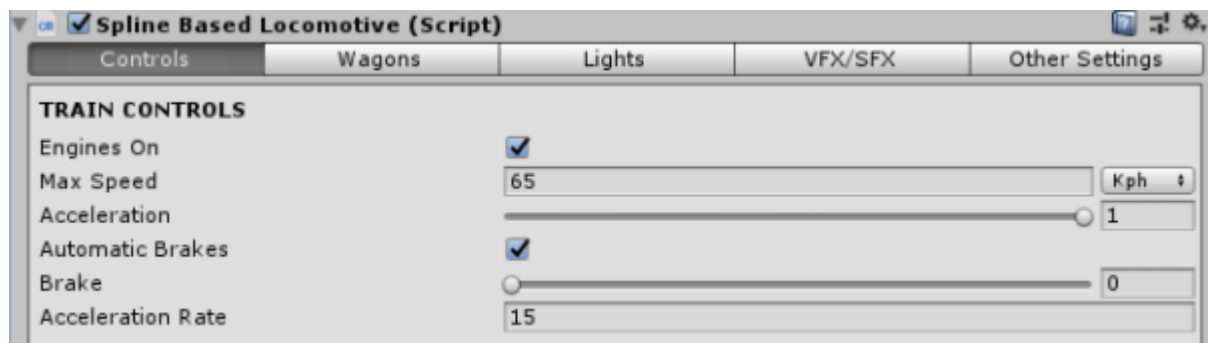 Spline Based Locomotive (Script)
Controls Wagons Lights VFX/SFX Other Settings
TRAIN CONTROLS
Engines On
Max Speed 65 Kph
Acceleration 1
Automatic Brakes
Brake 0
Acceleration Rate 15